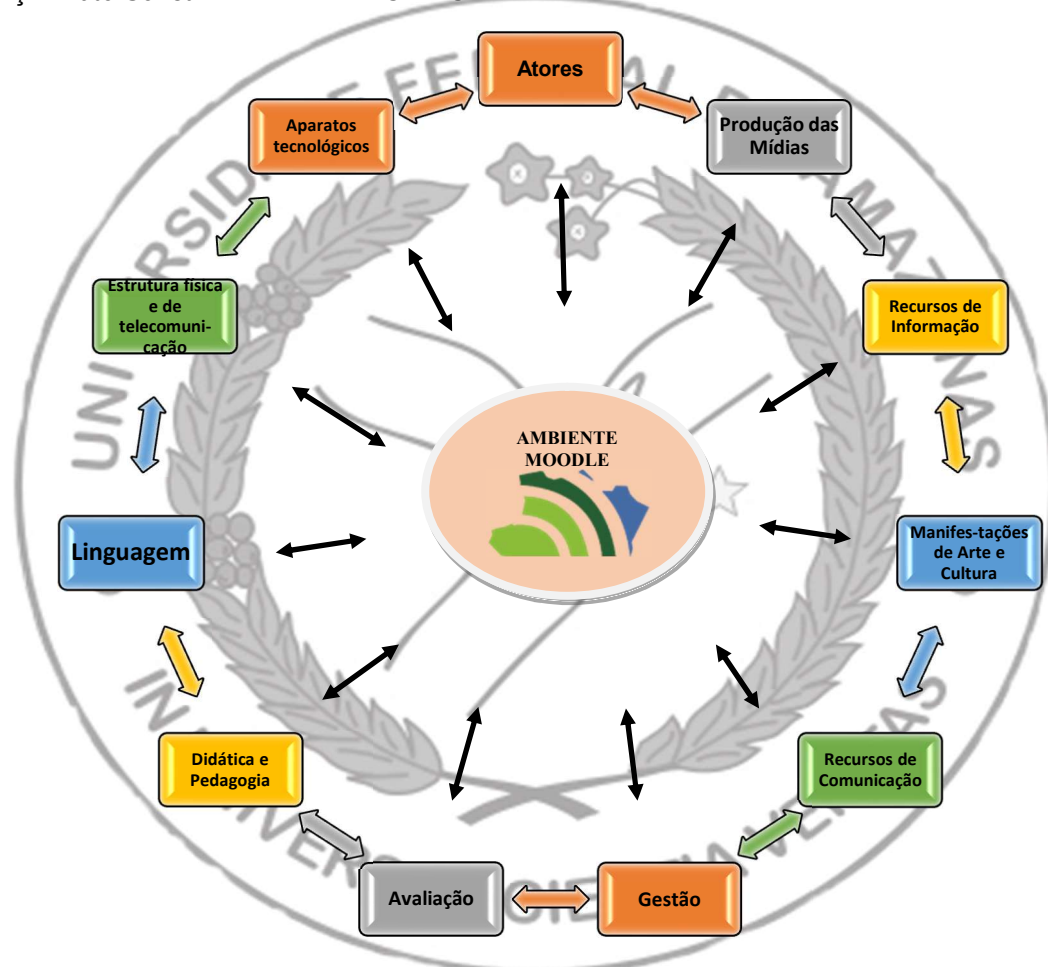 Atores
Produção das
Mídias
Recursos de
Informação
Manifes-tações
de Arte e
Cultura
Recursos de
Comunicação
Gestão
Avaliação
Didática e
Pedagogia
Linguagem
Estrutura física
e de
telecomuni-
cação
Aparatos
tecnológicos
AMBIENTE
MOODLE